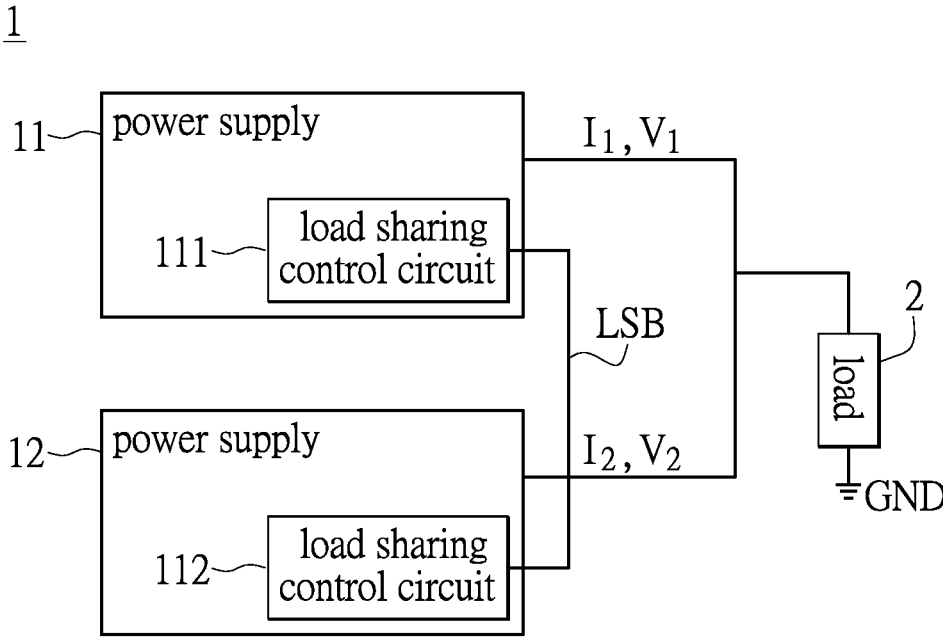 1
11
power supply
I1, V1
111
load sharing
control circuit
LSB
2
load
12
power supply
I2, V2
GND
112
load sharing
control circuit